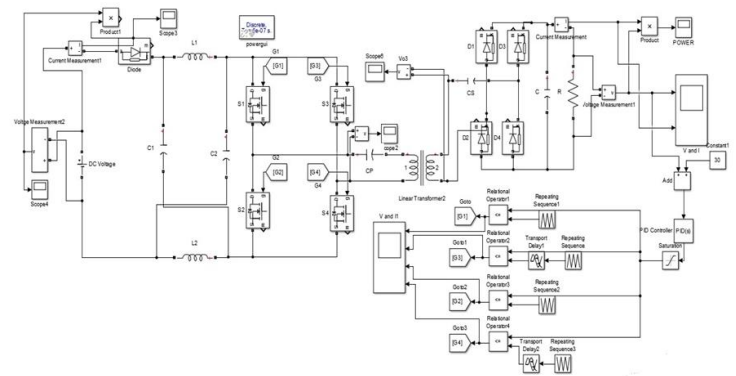 Product1
Scope3
Current Measurement1
Diode
L1
Discrete,
powergui
G1
[G1]
[G3]
G3
S1
S3
Voltge Measurement2
DC Voltage
Scope4
C1
C2
G2
[G2]
[G4]
G4
S2
S4
L2
Scope5
Vo3
CS
cope2
CP
1
2
Linear Transformer2
D1
D3
D2
D4
Current Measurement
C
R
Voltage Measurement1
Product
POWER
V and I
Constant1
30
Add
PID Controller
PID(s)
Saturation
V and I1
Goto
[G1]
Relational
Operator1
<=
Repeating
Sequence1
Goto1
[G3]
Relational
Operator2
<=
Transport
Delay1
Repeating
Sequence
Goto2
[G2]
Relational
Operator3
<=
Repeating
Sequence2
Goto3
[G4]
Relational
Operator4
<=
Transport
Delay2
Repeating
Sequence3